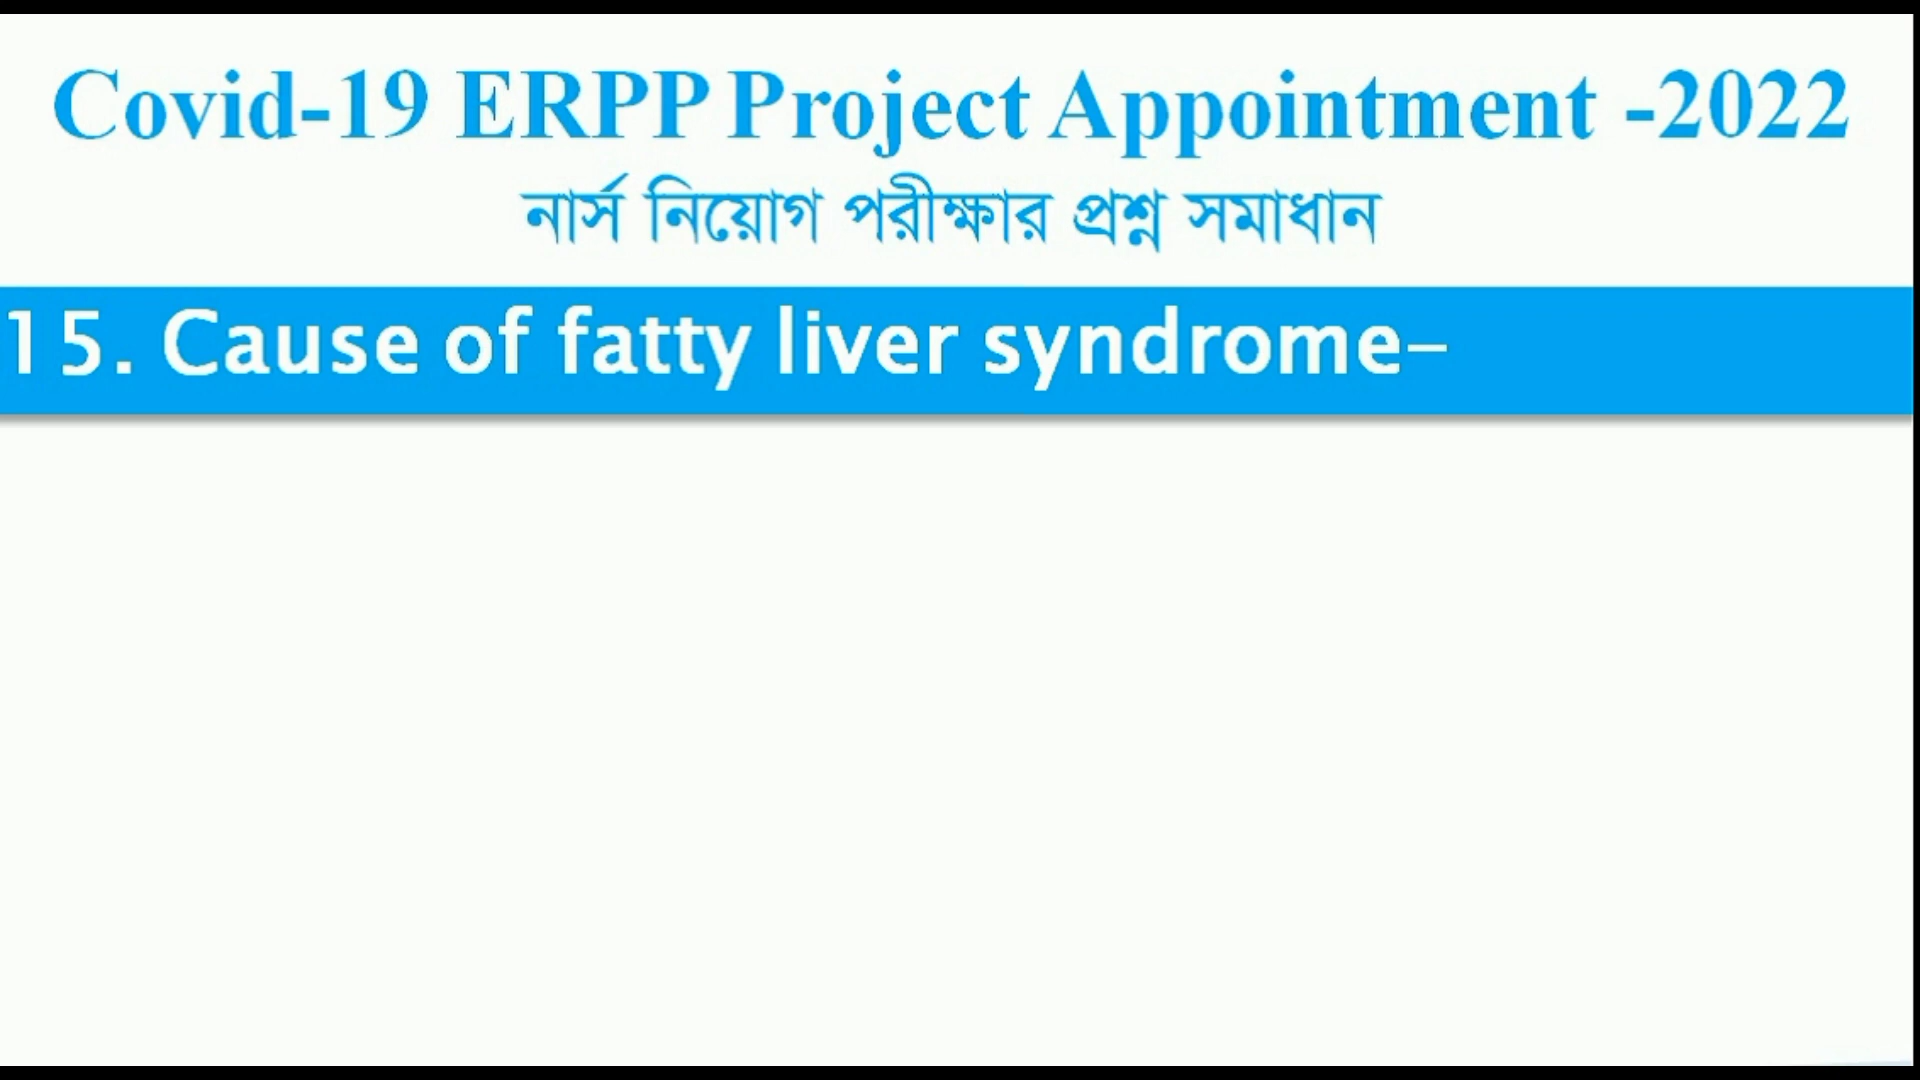 Covid-19 ERPP Project Appointment -2022
নার্স নিয়োগ পরীক্ষার প্রশ্ন সমাধান
15. Cause of fatty liver syndrome-